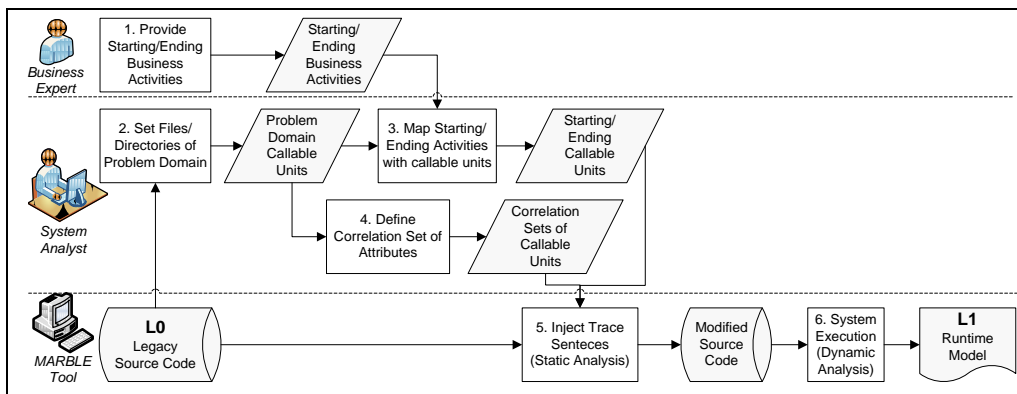 1. Provide
Starting/Ending
Business
Activities
Starting/
Ending
Business
Activities
Business
Expert
2. Set Files/
Directories of
Problem Domain
Problem
Domain
Callable
Units
3. Map Starting/
Ending Activities
with callable units
Starting/
Ending
Callable
Units
4. Define
Correlation Set of
Attributes
Correlation
Sets of
Callable
Units
System
Analyst
L0
Legacy
Source Code
5. Inject Trace
Senteces
(Static Analysis)
Modified
Source
Code
6. System
Execution
(Dynamic
Analysis)
L1
Runtime
Model
MARBLE
Tool